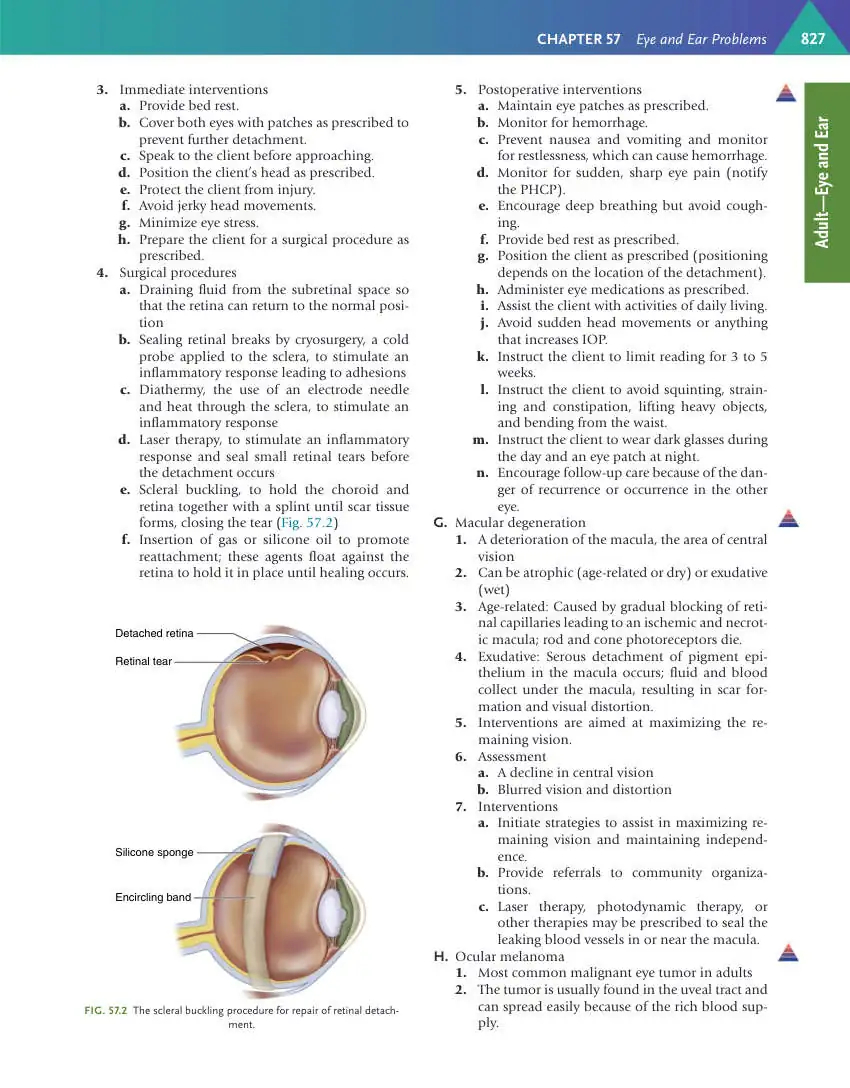 CHAPTER 57 Eye and Ear Problems 827
3. Immediate interventions
a. Provide bed rest.
b. Cover both eyes with patches as prescribed to
prevent further detachment.
c. Speak to the client before approaching.
d. Position the client's head as prescribed.
e. Protect the client from injury.
f. Avoid jerky head movements.
g. Minimize eye stress.
h. Prepare the client for a surgical procedure as
prescribed.
4. Surgical procedures
a. Draining fluid from the subretinal space so
that the retina can return to the normal posi-
tion
b. Sealing retinal breaks by cryosurgery, a cold
probe applied to the sclera, to stimulate an
inflammatory response leading to adhesions
c. Diathermy, the use of an electrode needle
and heat through the sclera, to stimulate an
inflammatory response
d. Laser therapy, to stimulate an inflammatory
response and seal small retinal tears before
the detachment occurs
e. Scleral buckling, to hold the choroid and
retina together with a splint until scar tissue
forms, closing the tear (Fig. 57.2)
f. Insertion of gas or silicone oil to promote
reattachment; these agents float against the
retina to hold it in place until healing occurs.
Detached retina
Retinal tear
Silicone sponge
Encircling band
FIG. 57.2 The scleral buckling procedure for repair of retinal detach-
ment.
5. Postoperative interventions
a. Maintain eye patches as prescribed.
b. Monitor for hemorrhage.
c. Prevent nausea and vomiting and monitor
for restlessness, which can cause hemorrhage.
d. Monitor for sudden, sharp eye pain (notify
the PHCP).
e. Encourage deep breathing but avoid cough-
ing.
f. Provide bed rest as prescribed.
g. Position the client as prescribed (positioning
depends on the location of the detachment).
h. Administer eye medications as prescribed.
i. Assist the client with activities of daily living.
j. Avoid sudden head movements or anything
that increases IOP.
k. Instruct the client to limit reading for 3 to 5
weeks.
l. Instruct the client to avoid squinting, strain-
ing and constipation, lifting heavy objects,
and bending from the waist.
m. Instruct the client to wear dark glasses during
the day and an eye patch at night.
n. Encourage follow-up care because of the dan-
ger of recurrence or occurrence in the other
eye.
G. Macular degeneration
1. A deterioration of the macula, the area of central
vision
2. Can be atrophic (age-related or dry) or exudative
(wet)
3. Age-related: Caused by gradual blocking of reti-
nal capillaries leading to an ischemic and necrot-
ic macula; rod and cone photoreceptors die.
4. Exudative: Serous detachment of pigment epi-
thelium in the macula occurs; fluid and blood
collect under the macula, resulting in scar for-
mation and visual distortion.
5. Interventions are aimed at maximizing the re-
maining vision.
6. Assessment
a. A decline in central vision
b. Blurred vision and distortion
7. Interventions
a. Initiate strategies to assist in maximizing re-
maining vision and maintaining independ-
ence.
b. Provide referrals to community organiza-
tions.
c. Laser therapy, photodynamic therapy, or
other therapies may be prescribed to seal the
leaking blood vessels in or near the macula.
H. Ocular melanoma
1. Most common malignant eye tumor in adults
2. The tumor is usually found in the uveal tract and
can spread easily because of the rich blood sup-
ply.
Adult—Eye and Ear